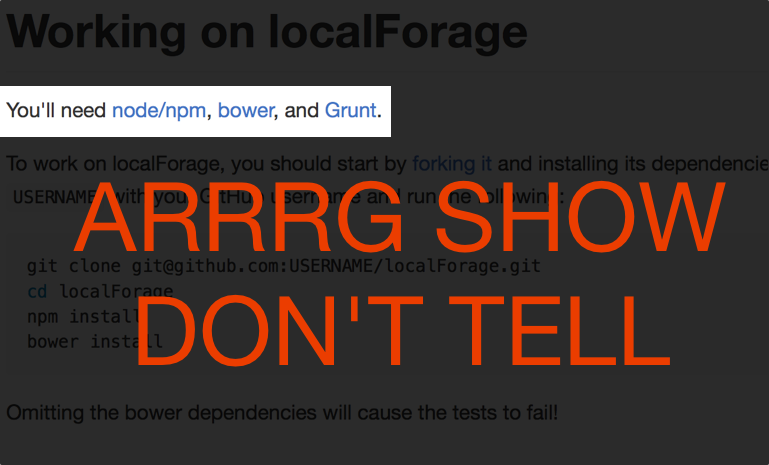 Working on localForage
You'll need node/npm, bower, and Grunt.
To work on localForage, you should start by forking it and installing its dependencie
USERNAME with your GitHub username and run the following:
ARRRG SHOW
git clone git@github.com:USERNAME/localForage.git
cd localForage
npm install
bower install
DON'T TELL
Omitting the bower dependencies will cause the tests to fail!